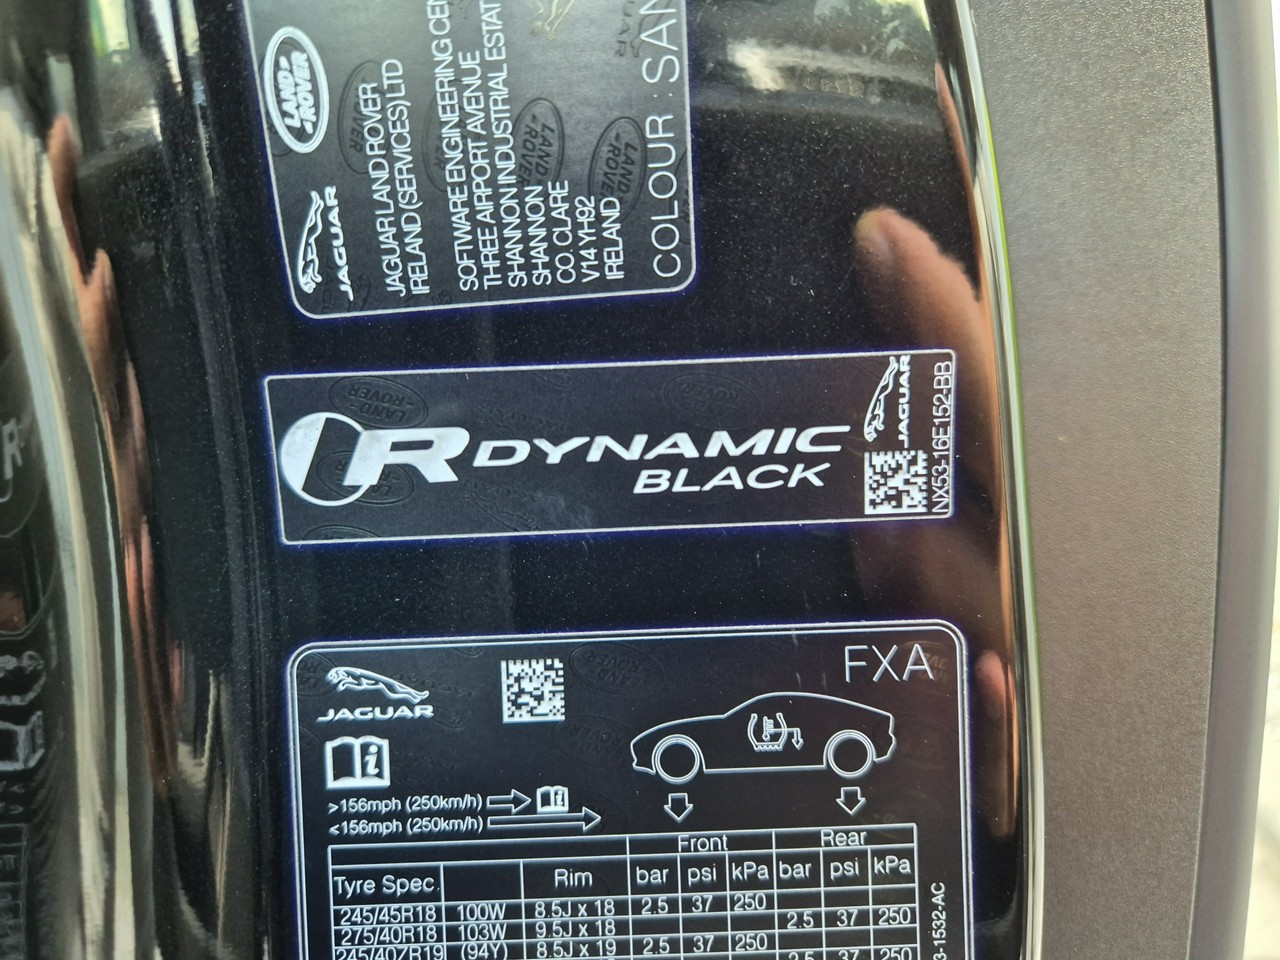 LAND-
-ROVER
JAGUAR
JAGUAR LAND ROVER
IRELAND (SERVICES) LTD
SOFTWARE ENGINEERING
THREE AIRPORT AVENUE
SHANNON INDUSTRIAL
SHANNON
CO. CLARE
V14 YH92
IRELAND
COLOUR :
R DYNAMIC
BLACK
JAGUAR
NX53-16E152-BB
JAGUAR
FXA
>156mph (250km/h)
<156mph (250km/h)
Front Rear
Tyre Spec. Rim bar psi kPa bar psi kPa
245/45R18 100W 8.5J x 18 2.5 37 250
275/40R18 103W 9.5J x 18 2.5 37 250
245/40ZR19 (94Y) 8.5J x 19 2.5 37 250
2.5 37 250